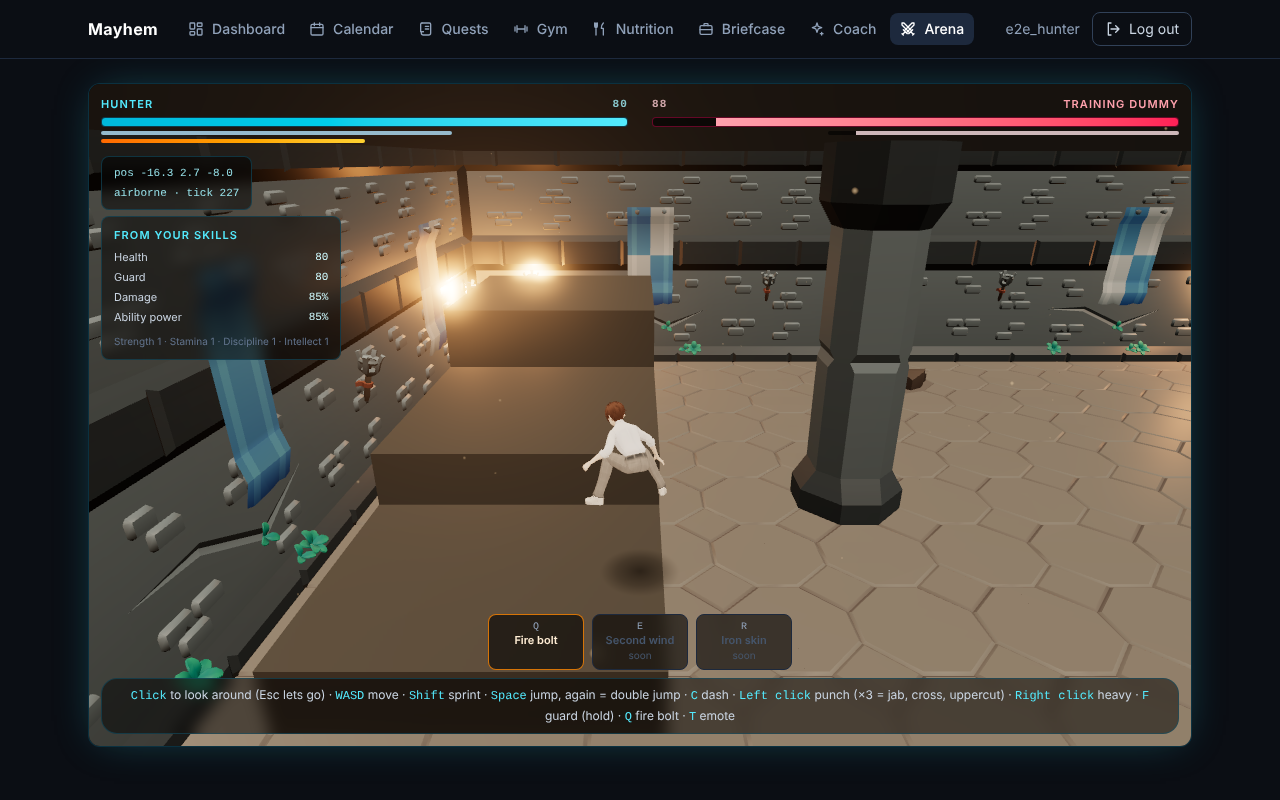 Mayhem
Dashboard
Calendar
Quests
Gym
Nutrition
Briefcase
Coach
Arena
e2e_hunter
Log out
HUNTER
80
88
TRAINING DUMMY
pos -16.3 2.7 -8.0
airborne · tick 227
FROM YOUR SKILLS
Health 80
Guard 80
Damage 85%
Ability power 85%
Strength 1 · Stamina 1 · Discipline 1 · Intellect 1
Q
Fire bolt
E
Second wind
soon
R
Iron skin
soon
Click to look around (Esc lets go) · WASD move · Shift sprint · Space jump, again = double jump · C dash · Left click punch (×3 = jab, cross, uppercut) · Right click heavy · F
guard (hold) · Q fire bolt · T emote